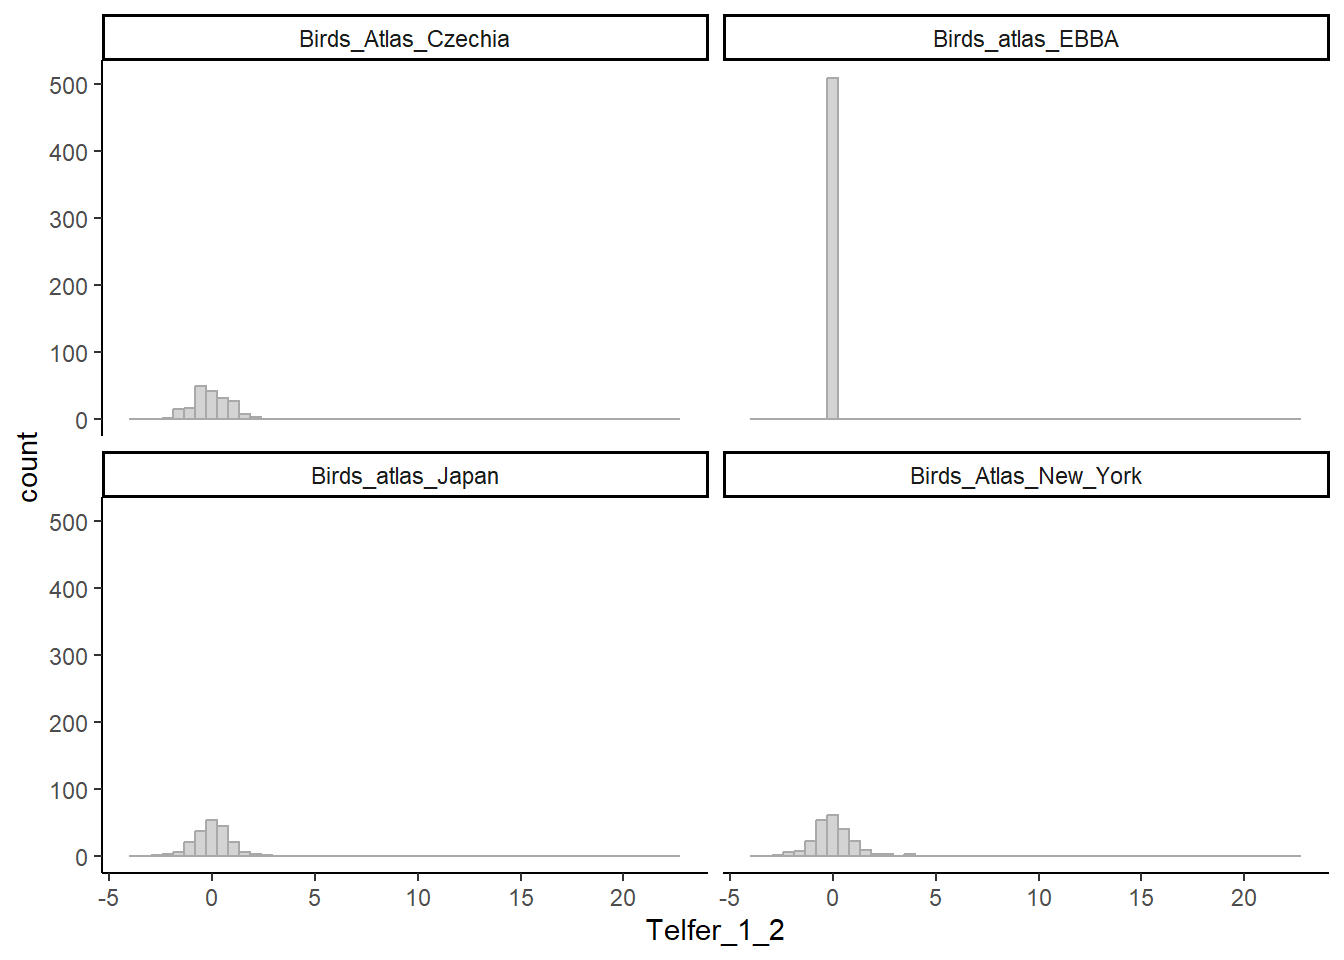 Birds_Atlas_Czechia
Birds_atlas_EBBA
500
400
300
200
100
0
count
Birds_atlas_Japan
Birds_Atlas_New_York
500
400
300
200
100
0
-5 0 5 10 15 20
-5 0 5 10 15 20
Telfer_1_2